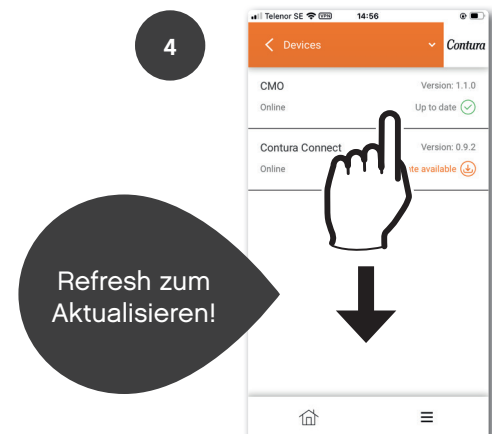 4
Telenor SE VPN 14:56
Devices Contura
CMO Version: 1.1.0
Online Up to date
Contura Connect Version: 0.9.2
Online available
Refresh zum
Aktualisieren!